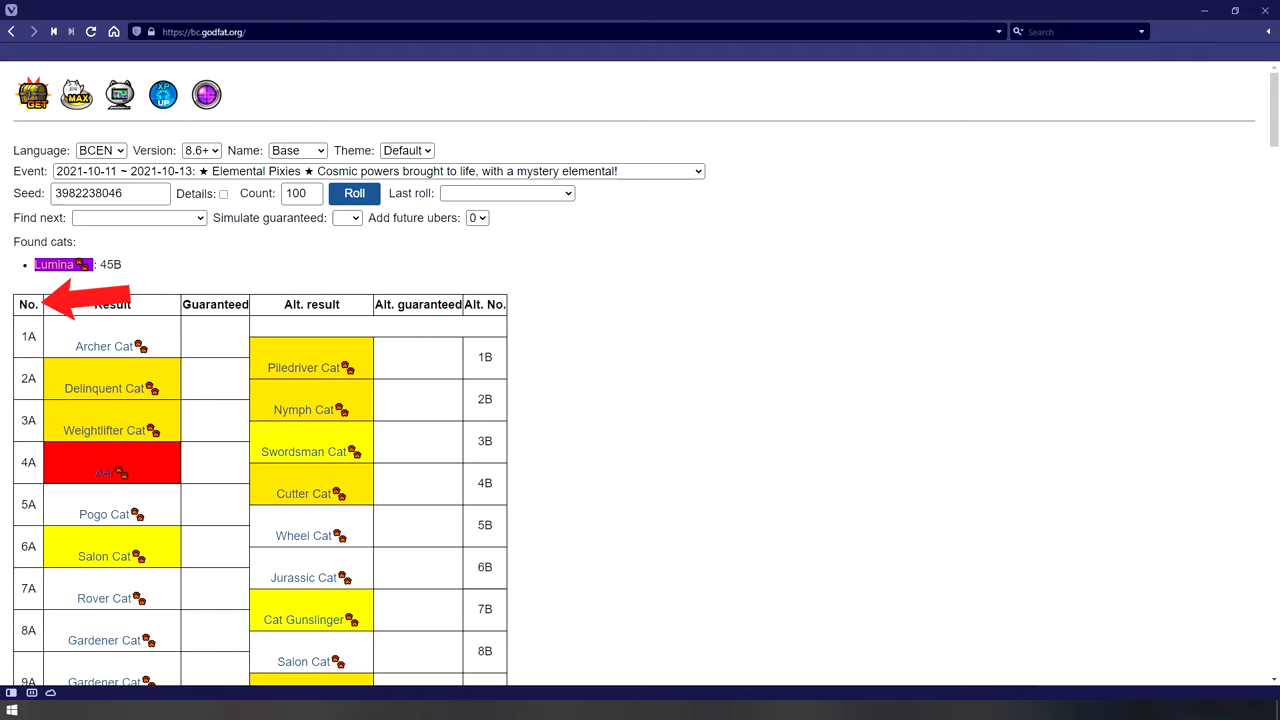 https://bc.godfat.org/
Search
GET
MAX
XP UP
Language: BCEN Version: 8.6+ Name: Base Theme: Default
Event: 2021-10-11 ~ 2021-10-13: ★ Elemental Pixies ★ Cosmic powers brought to life, with a mystery elemental!
Seed: 3982238046 Details: Count: 100 Roll Last roll:
Find next: Simulate guaranteed: Add future ubers: 0
Found cats:
• Lumina : 45B
No. Result Guaranteed Alt. result Alt. guaranteed Alt. No.
1A Archer Cat
Piledriver Cat 1B
2A Delinquent Cat
Nymph Cat 2B
3A Weightlifter Cat
Swordsman Cat 3B
4A Aer
Cutter Cat 4B
5A Pogo Cat
Wheel Cat 5B
6A Salon Cat
Jurassic Cat 6B
7A Rover Cat
Cat Gunslinger 7B
8A Gardener Cat
Salon Cat 8B
9A Gardener Cat